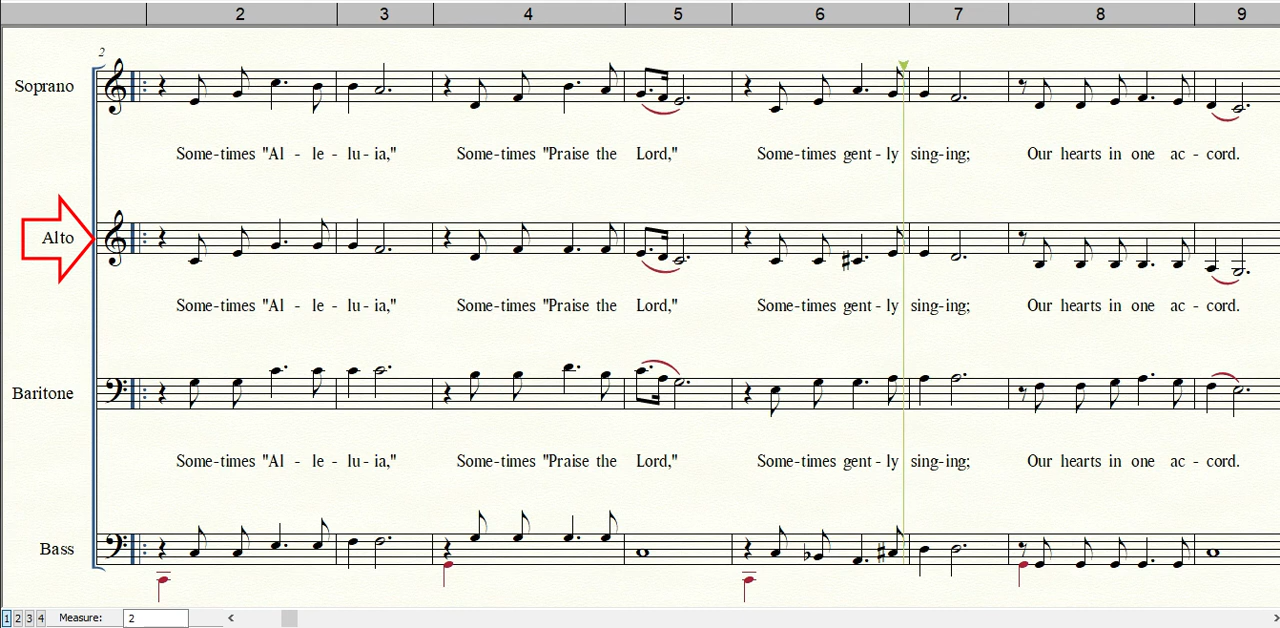 2 3 4 5 6 7 8 9
2
Soprano
Some-times "Al - le - lu - ia," Some-times "Praise the Lord," Some-times gent - ly sing-ing; Our hearts in one ac - cord.
Alto
Some-times "Al - le - lu - ia," Some-times "Praise the Lord," Some-times gent - ly sing-ing; Our hearts in one ac - cord.
Baritone
Some-times "Al - le - lu - ia," Some-times "Praise the Lord," Some-times gent - ly sing-ing; Our hearts in one ac - cord.
Bass
1 2 3 4 Measure: 2